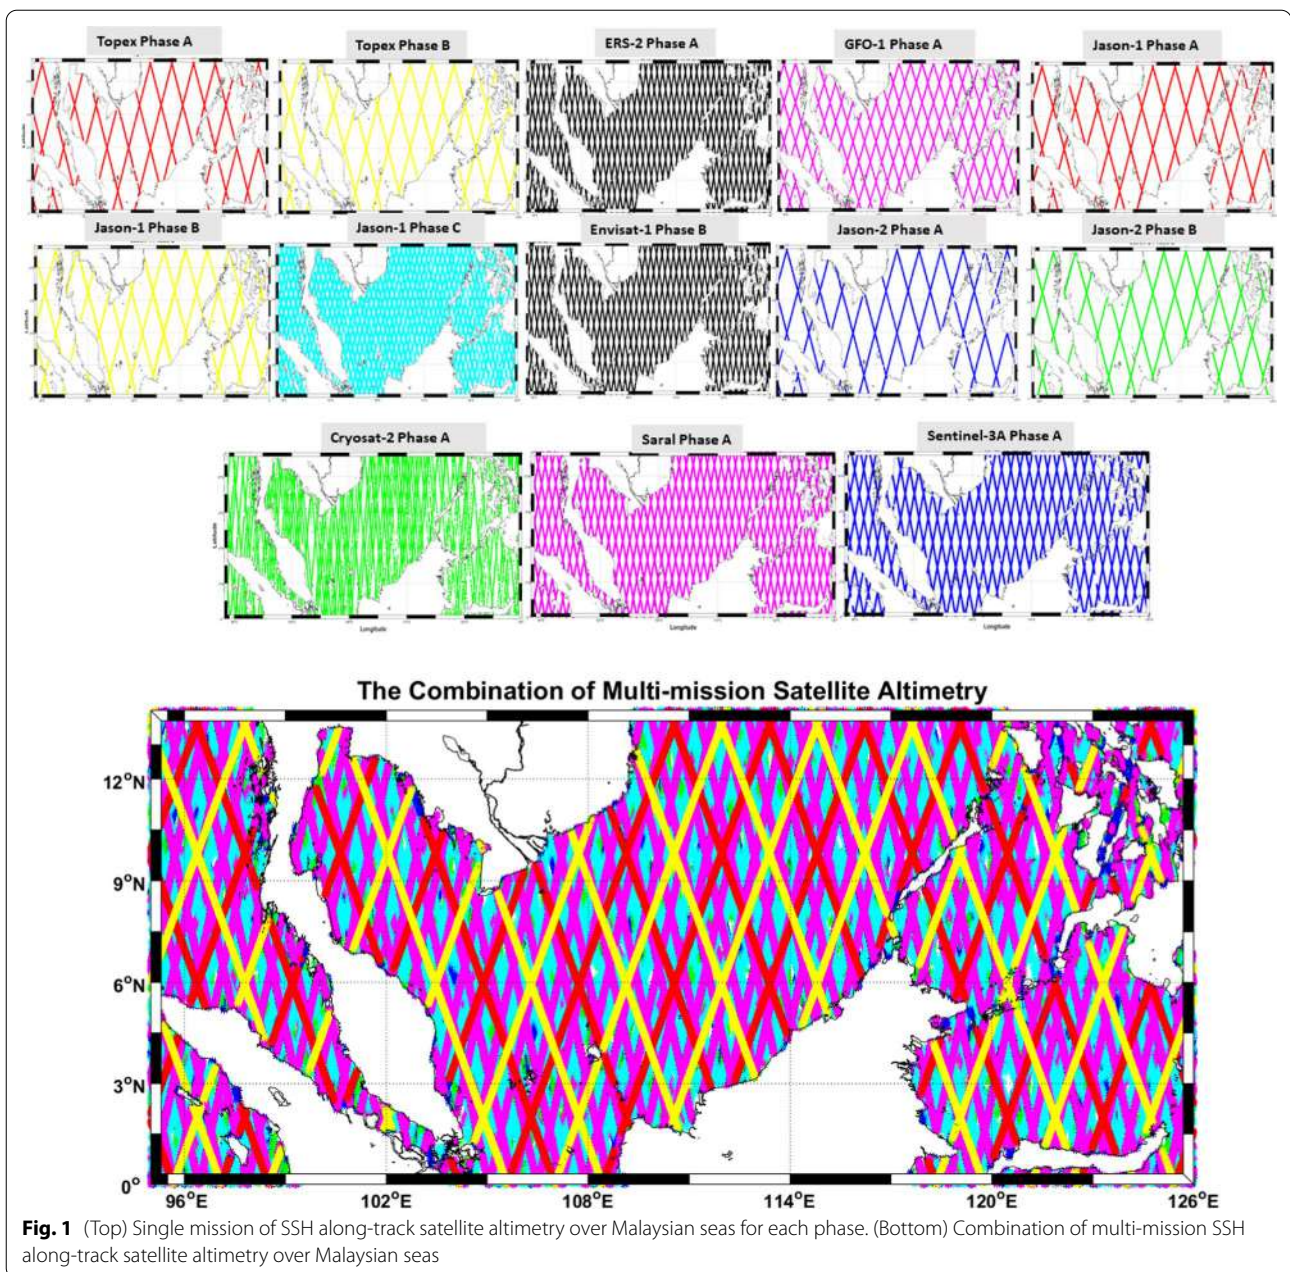 Topex Phase A
Topex Phase B
ERS-2 Phase A
GFO-1 Phase A
Jason-1 Phase A
Jason-1 Phase B
Jason-1 Phase C
Envisat-1 Phase B
Jason-2 Phase A
Jason-2 Phase B
Cryosat-2 Phase A
Saral Phase A
Sentinel-3A Phase A
Latitude
Longitude
Longitude
Longitude
The Combination of Multi-mission Satellite Altimetry
12°N
9°N
6°N
3°N
0°
96°E
102°E
108°E
114°E
120°E
126°E
Fig. 1 (Top) Single mission of SSH along-track satellite altimetry over Malaysian seas for each phase. (Bottom) Combination of multi-mission SSH
along-track satellite altimetry over Malaysian seas